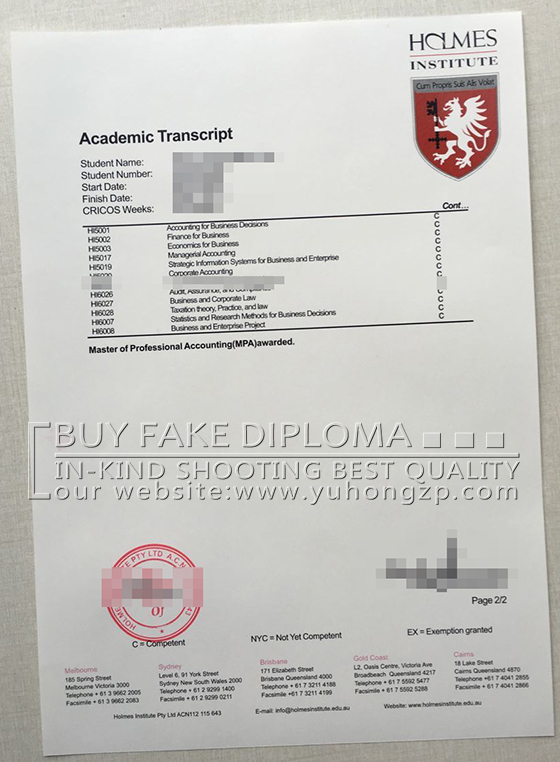 HOLMES
INSTITUTE
Cum Propriis Suis Alis Volat
Academic Transcript
Student Name:
Student Number:
Start Date:
Finish Date:
CRICOS Weeks:
Cont...
HI5001 Accounting for Business Decisions C
HI5002 Finance for Business C
HI5003 Economics for Business C
HI5017 Managerial Accounting C
HI5019 Strategic Information Systems for Business and Enterprise C
Corporate Accounting C
HI6026 Audit, Assurance, and C
HI6027 Business and Corporate Law C
HI6028 Taxation theory, Practice, and law C
HI6007 Statistics and Research Methods for Business Decisions C
HI6008 Business and Enterprise Project C
Master of Professional Accounting(MPA)awarded.
BUY FAKE DIPLOMA
IN-KIND SHOOTING BEST QUALITY
our website:www.yuhongzp.com
PTY.LTD A.C.N.
HOLME
Page 2/2
C = Competent
NYC = Not Yet Competent
EX = Exemption granted
Melbourne
185 Spring Street
Melbourne Victoria 3000
Telephone + 61 3 9662 2005
Facsimile + 61 3 9662 2083
Sydney
Level 6, 91 York Street
Sydney New South Wales 2000
Telephone + 61 2 9299 1400
Facsimile + 61 2 9299 0211
Brisbane
171 Elizabeth Street
Brisbane Queensland 4000
Telephone + 61 7 3211 4188
Facsimile +61 7 3211 4199
Gold Coast
L2, Oasis Centre, Victoria Ave
Broadbeach Queensland 4217
Telephone + 61 7 5592 5477
Facsimile + 61 7 5592 5288
Cairns
18 Lake Street
Cairns Queensland 4870
Telephone + 61 7 4041 2855
Facsimile + 61 7 4041 2866
Holmes Institute Pty Ltd ACN112 115 643
E-mail: info@holmesinstitute.edu.au
Website: www.holmesinstitute.edu.au